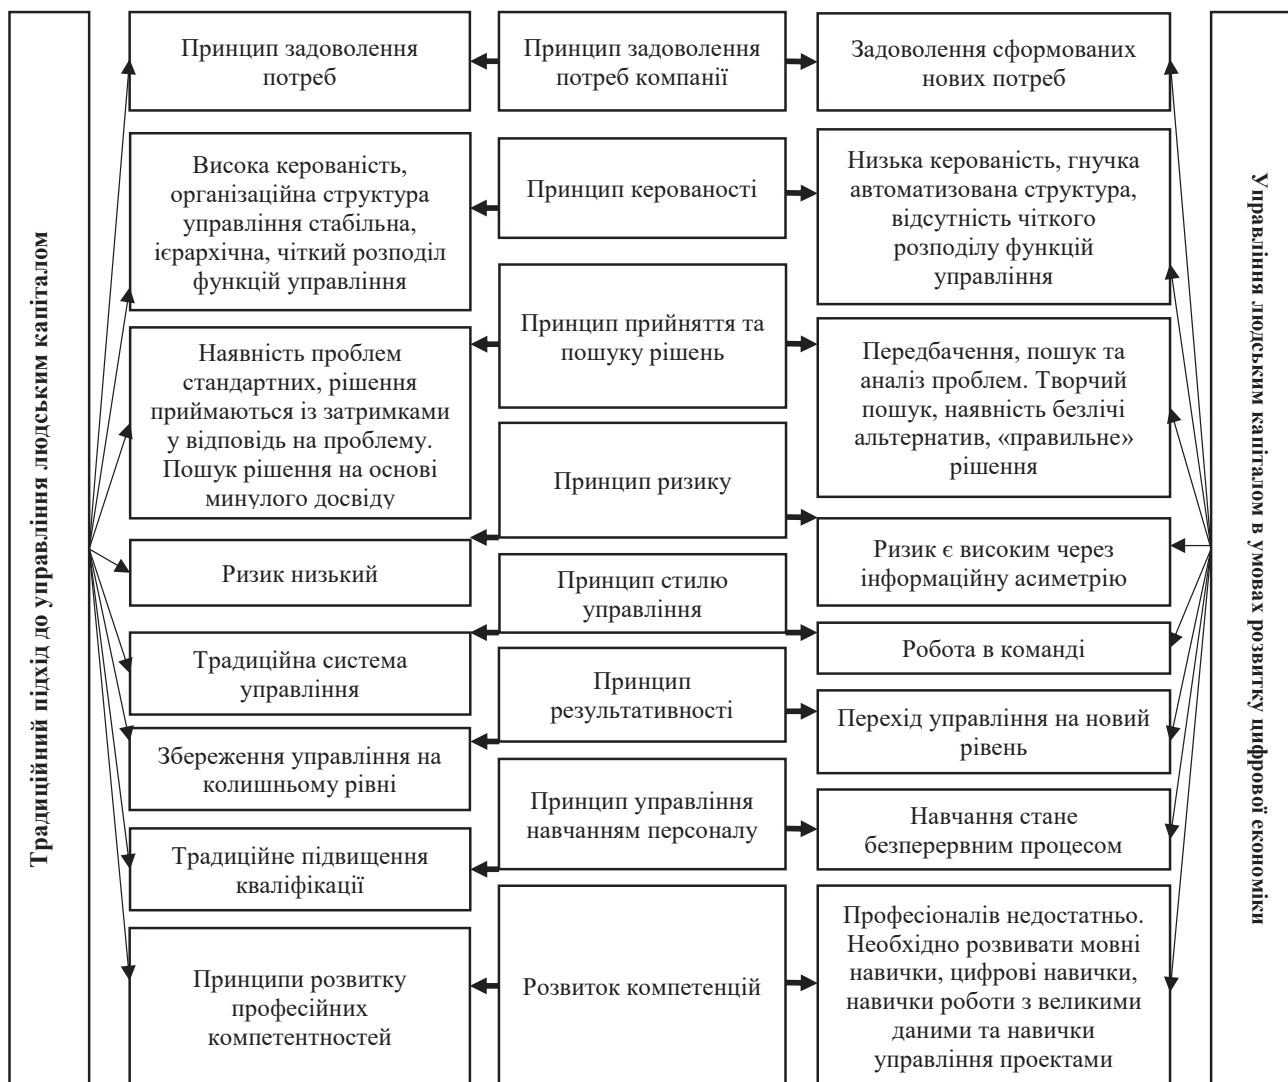 Традиційний підхід до управління людським капіталом
Принцип задоволення
потреб
Принцип задоволення
потреб компанії
Задоволення сформованих
нових потреб
Висока керованість,
організаційна структура
управління стабільна,
ієрархічна, чіткий розподіл
функцій управління
Принцип керованості
Низька керованість, гнучка
автоматизована структура,
відсутність чіткого
розподілу функцій
управління
Наявність проблем
стандартних, рішення
приймаються із затримками
у відповідь на проблему.
Пошук рішення на основі
минулого досвіду
Принцип прийняття та
пошуку рішень
Передбачення, пошук та
аналіз проблем. Творчий
пошук, наявність безлічі
альтернатив, «правильне»
рішення
Ризик низький
Принцип ризику
Ризик є високим через
інформаційну асиметрію
Традиційна система
управління
Принцип стилю
управління
Робота в команді
Збереження управління на
колишньому рівні
Принцип
результативності
Перехід управління на новий
рівень
Традиційне підвищення
кваліфікації
Принцип управління
навчанням персоналу
Навчання стане
безперервним процесом
Принципи розвитку
професійних
компетентностей
Розвиток компетенцій
Професіоналів недостатньо.
Необхідно розвивати мовні
навички, цифрові навички,
навички роботи з великими
даними та навички
управління проектами
Управління людським капіталом в умовах розвитку цифрової економіки